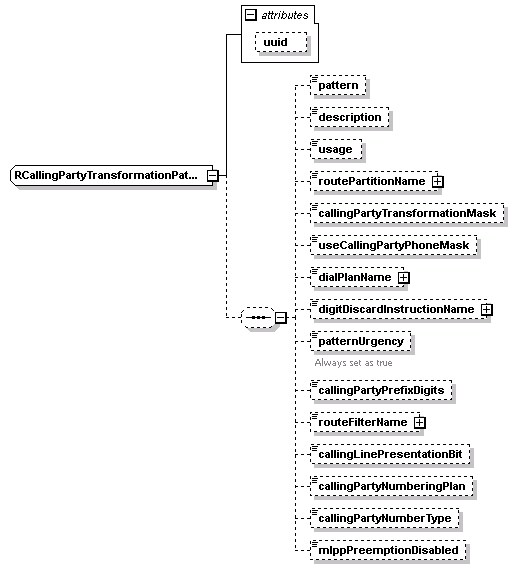 attributes
uuid
pattern
description
usage
RCallingPartyTransformationPat...
routePartitionName
callingPartyTransformationMask
useCallingPartyPhoneMask
dialPlanName
digitDiscardInstructionName
patternUrgency
Always set as true
callingPartyPrefixDigits
routeFilterName
callingLinePresentationBit
callingPartyNumberingPlan
callingPartyNumberType
mlppPreemptionDisabled